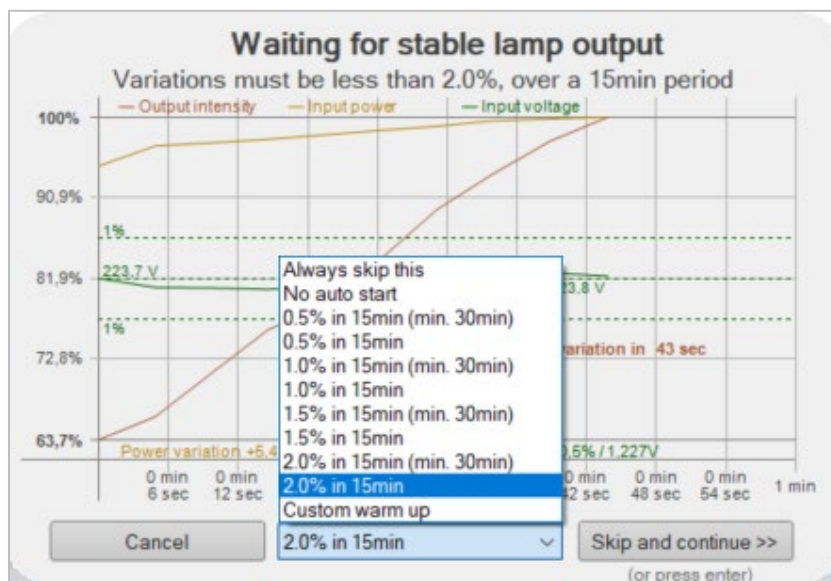 Waiting for stable lamp output
Variations must be less than 2.0%, over a 15min period
Output intensity Input power Input voltage
100%
90,9%
1%
81,9%
223,7 V
3,8 V
1%
variation in 43 sec
72,8%
63,7%
Power variation +5,4
0,5% / 1,227V
0 min 0 min 0 min 0 min 0 min 1 min
6 sec 12 sec 42 sec 48 sec 54 sec
Always skip this
No auto start
0.5% in 15min (min. 30min)
0.5% in 15min
1.0% in 15min (min. 30min)
1.0% in 15min
1.5% in 15min (min. 30min)
1.5% in 15min
2.0% in 15min (min. 30min)
2.0% in 15min
Custom warm up
Cancel
2.0% in 15min
Skip and continue >>
(or press enter)